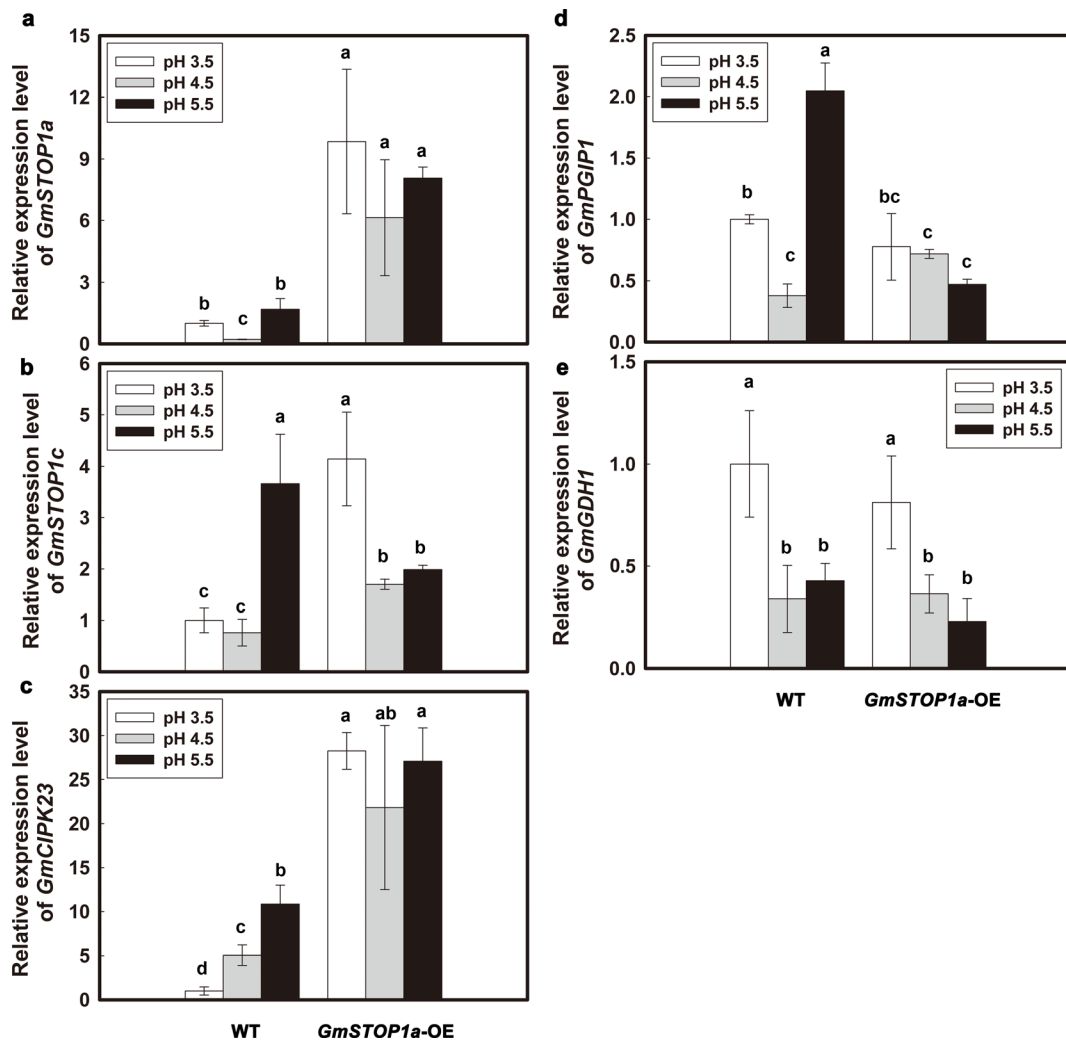 a
Relative expression level
of GmSTOP1a
15
12
9
6
3
0
pH 3.5
pH 4.5
pH 5.5
b
c
b
a
a
a
b
Relative expression level
of GmSTOP1c
6
5
4
3
2
1
0
pH 3.5
pH 4.5
pH 5.5
c
c
a
a
b
b
c
Relative expression level
of GmCIPK23
35
30
25
20
15
10
5
0
pH 3.5
pH 4.5
pH 5.5
d
c
b
a
ab
a
WT
GmSTOP1a-OE
d
Relative expression level
of GmPGIP1
2.5
2.0
1.5
1.0
0.5
0.0
pH 3.5
pH 4.5
pH 5.5
b
c
a
bc
c
c
e
Relative expression level
of GmGDH1
1.5
1.0
0.5
0.0
pH 3.5
pH 4.5
pH 5.5
a
b
b
a
b
b
WT
GmSTOP1a-OE